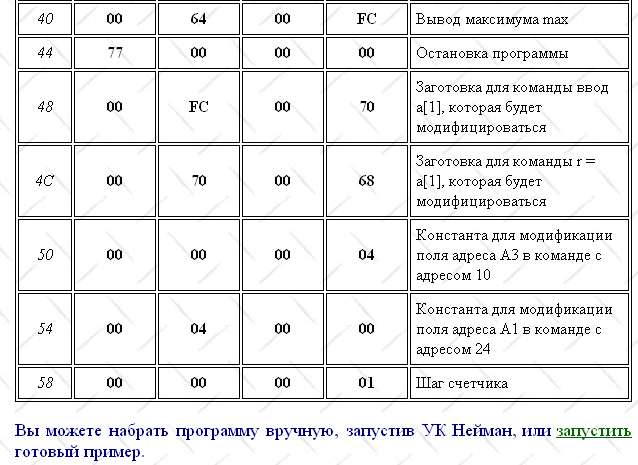 40 00 64 00 FC Вывод максимума max
44 77 00 00 00 Остановка программы
48 00 FC 00 70 Заготовка для команды ввод
a[1], которая будет
модифицироваться
4C 00 70 00 68 Заготовка для команды r =
a[1], которая будет
модифицироваться
50 00 00 00 04 Константа для модификации
поля адреса A3 в команде с
адресом 10
54 00 04 00 00 Константа для модификации
поля адреса A1 в команде с
адресом 24
58 00 00 00 01 Шаг счетчика
Вы можете набрать программу вручную, запустив УК Нейман, или запустить
готовый пример.